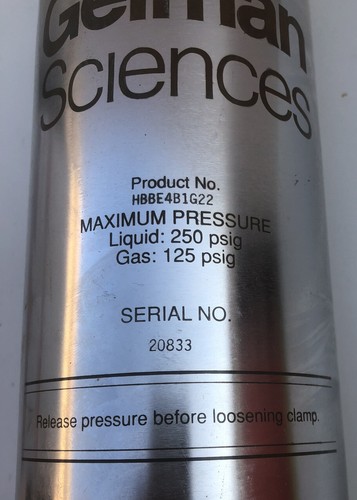 Gelman
Sciences
Product No.
HBBE4B1G22
MAXIMUM PRESSURE
Liquid: 250 psig
Gas: 125 psig
SERIAL NO.
20833
Release pressure before loosening clamp.